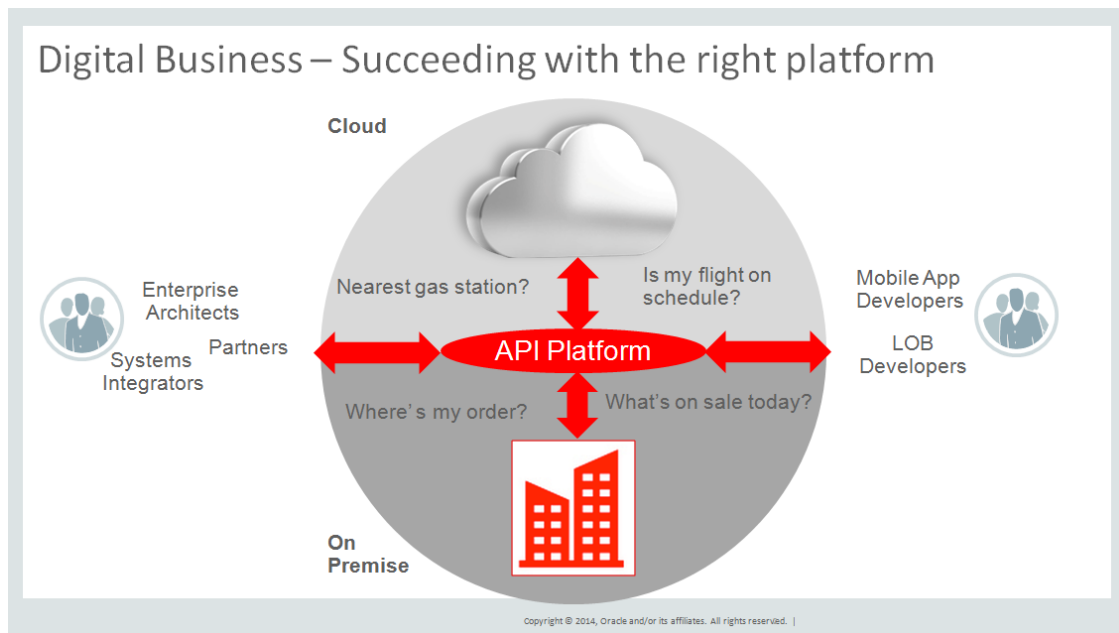 Digital Business – Succeeding with the right platform
Cloud
Nearest gas station?
Is my flight on
schedule?
Enterprise
Architects
Systems
Integrators
Partners
API Platform
Mobile App
Developers
LOB
Developers
Where's my order?
What's on sale today?
On
Premise
Copyright © 2014, Oracle and/or its affiliates. All rights reserved. |